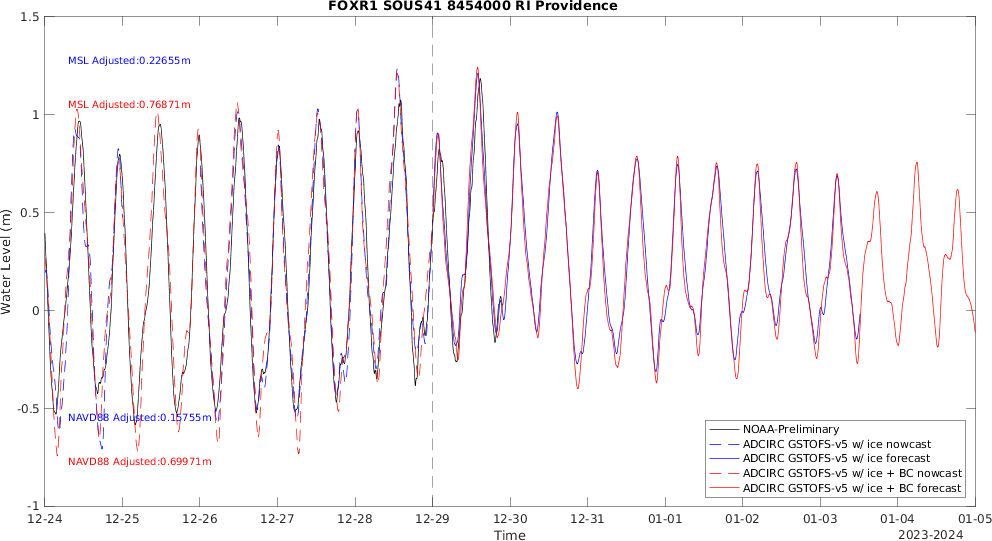 FOXR1 SOUS41 8454000 RI Providence
1.5
1
0.5
0
-0.5
-1
Water Level (m)
MSL Adjusted:0.22655m
MSL Adjusted:0.76871m
NAVD88 Adjusted:0.15755m
NAVD88 Adjusted:0.69971m
NOAA-Preliminary
ADCIRC GSTOFS-v5 w/ ice nowcast
ADCIRC GSTOFS-v5 w/ ice forecast
ADCIRC GSTOFS-v5 w/ ice + BC nowcast
ADCIRC GSTOFS-v5 w/ ice + BC forecast
12-24 12-25 12-26 12-27 12-28 12-29 12-30 12-31 01-01 01-02 01-03 01-04 01-05
Time
2023-2024